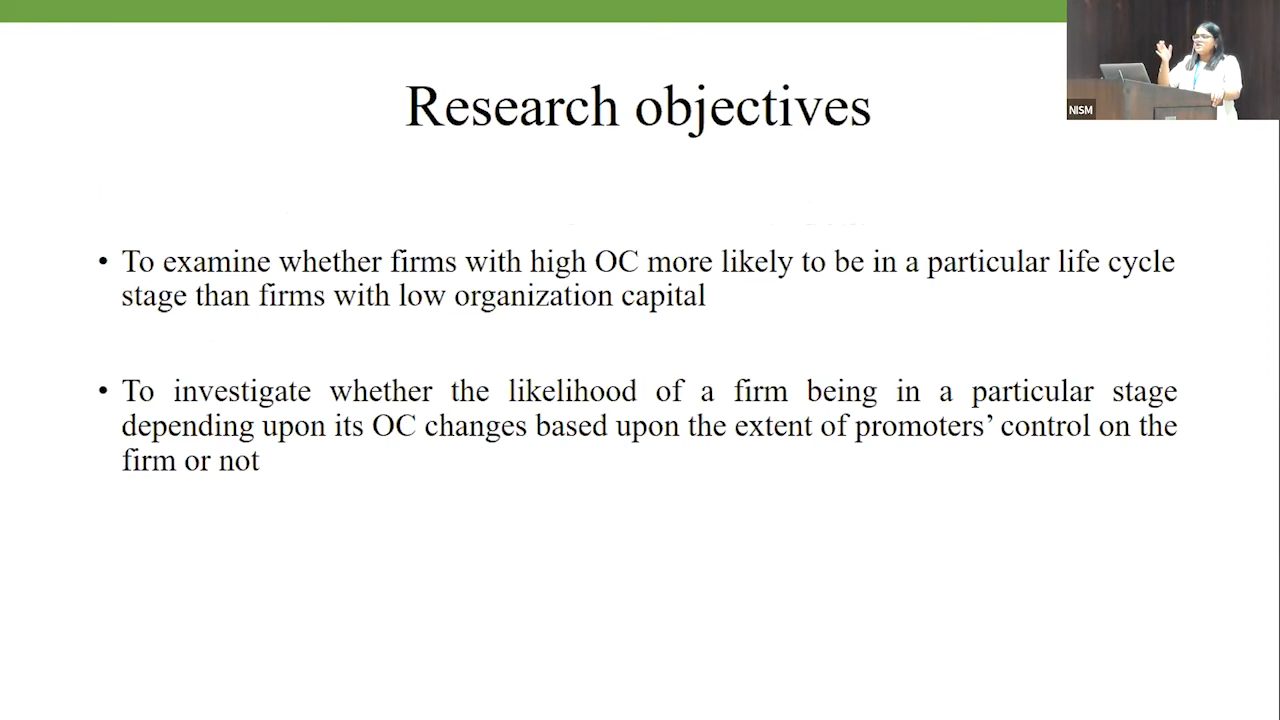 NISM
Research objectives
• To examine whether firms with high OC more likely to be in a particular life cycle
stage than firms with low organization capital
• To investigate whether the likelihood of a firm being in a particular stage
depending upon its OC changes based upon the extent of promoters’ control on the
firm or not